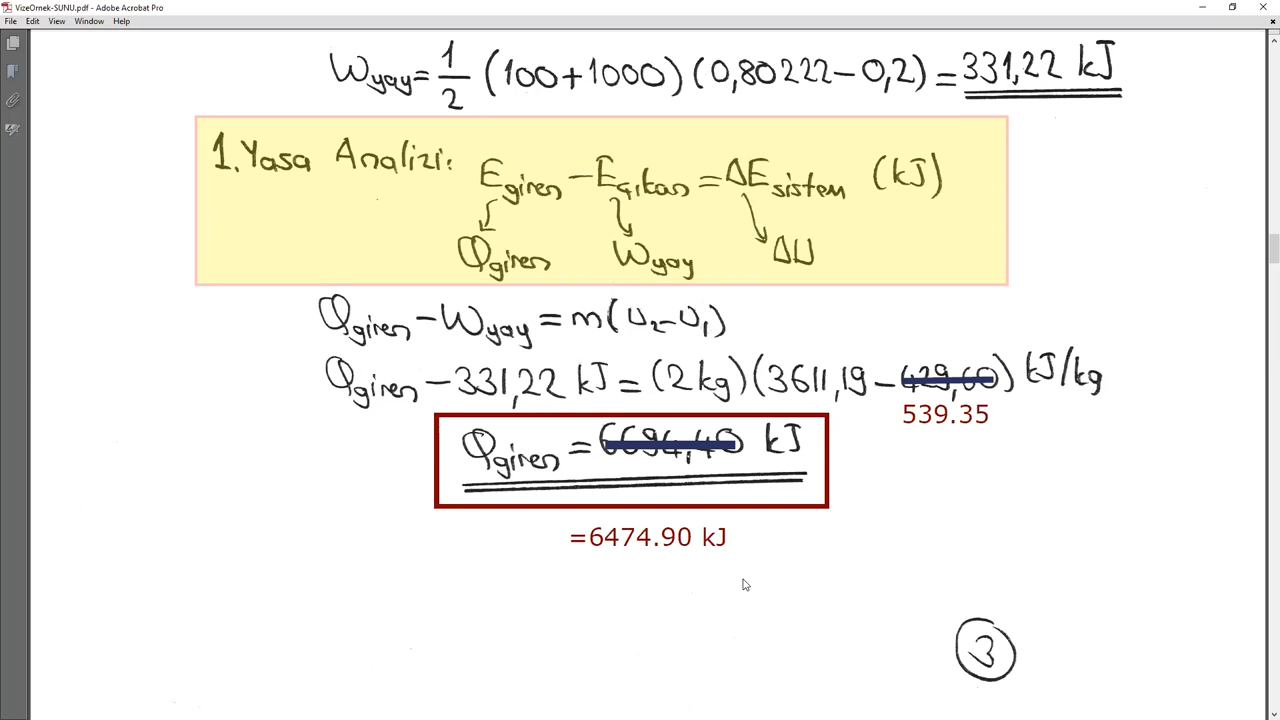 VizeOrnek-SUNU.pdf - Adobe Acrobat Pro
File Edit View Window Help
Wyay = 1/2 (100+1000) (0,80222-0,2) = 331,22 kJ
1. Yasa Analizi: Egiren - Eçıkan = ΔEsistem (kJ)
Qgiren Wyay ΔU
Qgiren - Wyay = m(U2-U1)
Qgiren - 331,22 kJ = (2 kg)(3611,19 - 429,60) kJ/kg
539.35
Qgiren = 6694,40 kJ
=6474.90 kJ
3